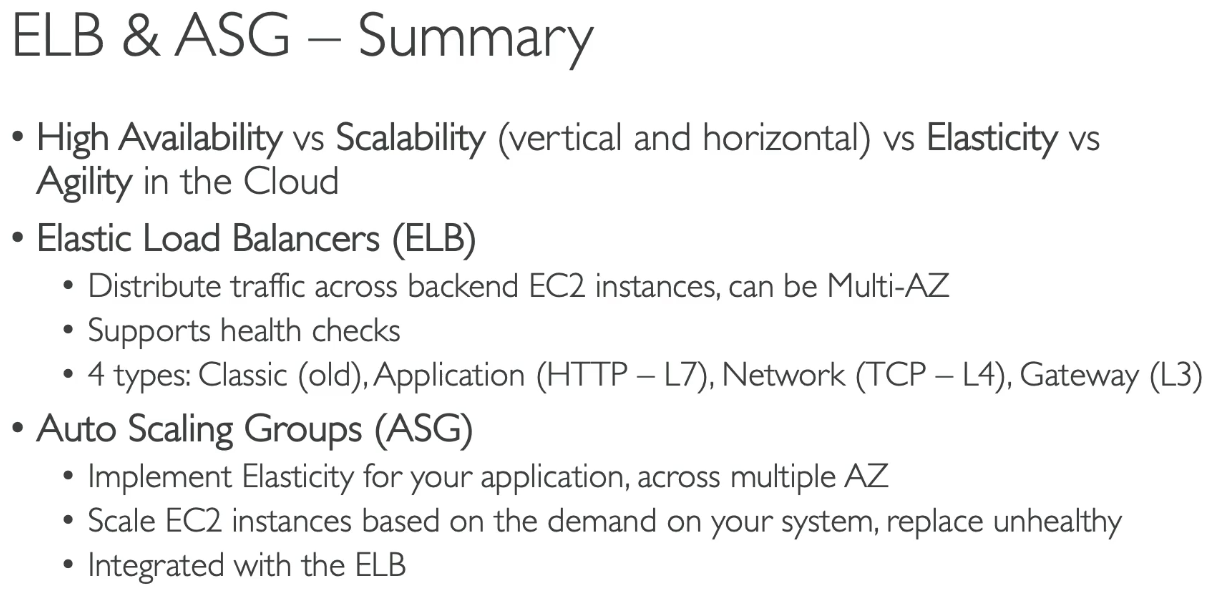 ELB & ASG – Summary
• High Availability vs Scalability (vertical and horizontal) vs Elasticity vs
Agility in the Cloud
• Elastic Load Balancers (ELB)
• Distribute traffic across backend EC2 instances, can be Multi-AZ
• Supports health checks
• 4 types: Classic (old), Application (HTTP – L7), Network (TCP – L4), Gateway (L3)
• Auto Scaling Groups (ASG)
• Implement Elasticity for your application, across multiple AZ
• Scale EC2 instances based on the demand on your system, replace unhealthy
• Integrated with the ELB